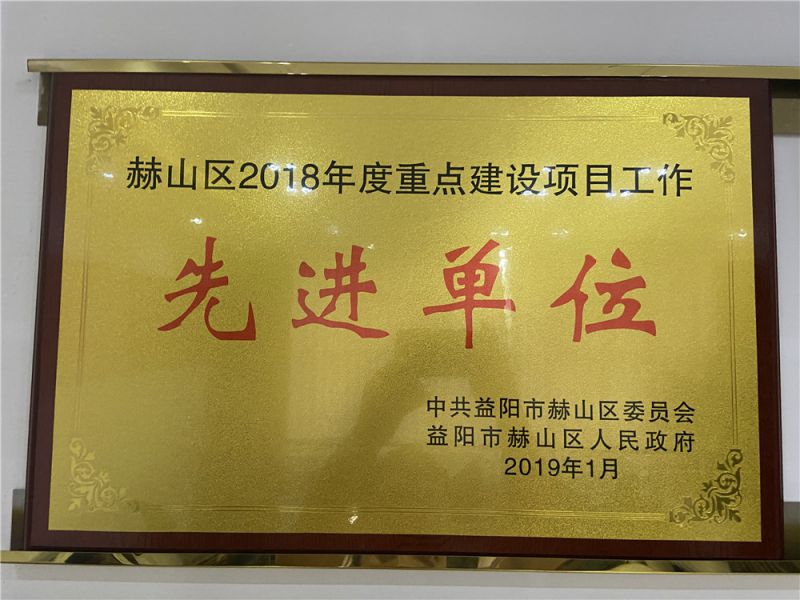 赫山区2018年度重点建设项目工作
先进单位
中共益阳市赫山区委员会
益阳市赫山区人民政府
2019年1月